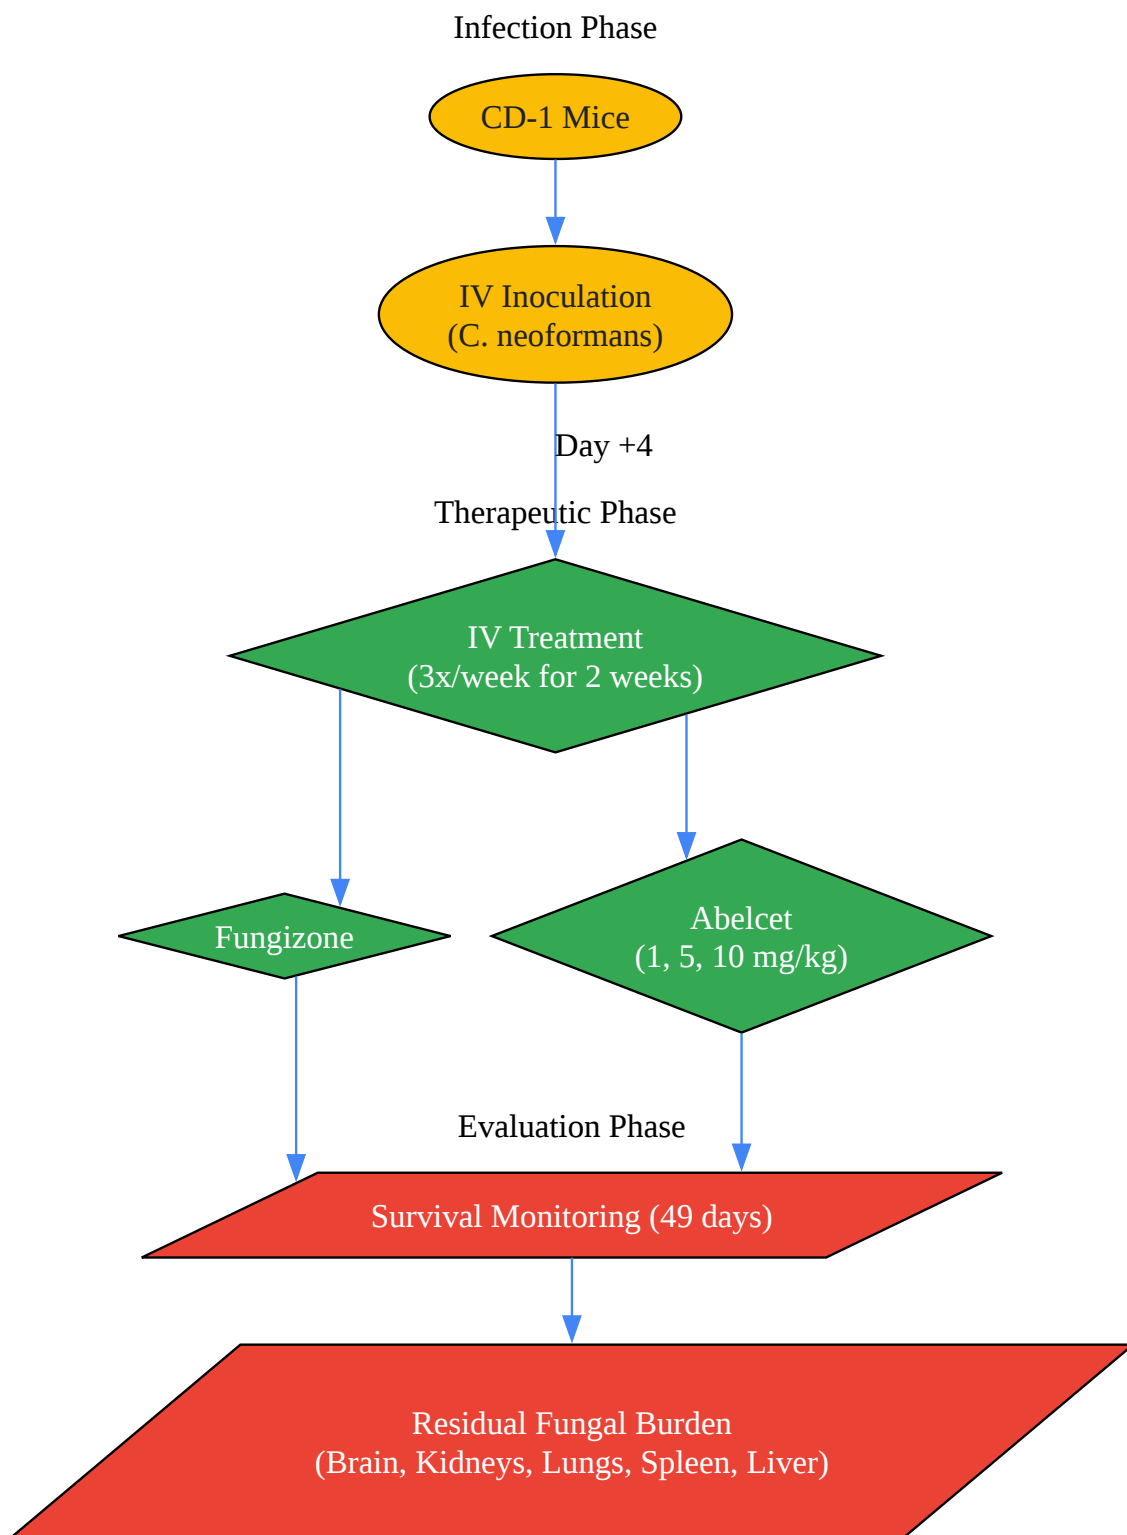 Infection Phase
CD-1 Mice
IV Inoculation
(C. neoformans)
Day +4
Therapeutic Phase
IV Treatment
(3x/week for 2 weeks)
Fungizone
Abelcet
(1, 5, 10 mg/kg)
Evaluation Phase
Survival Monitoring (49 days)
Residual Fungal Burden
(Brain, Kidneys, Lungs, Spleen, Liver)